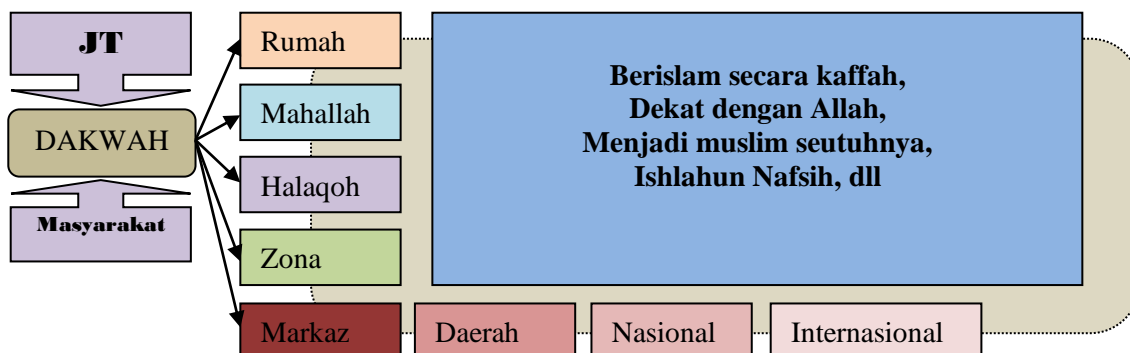 JT
DAKWAH
Masyarakat
Rumah
Mahallah
Halaqoh
Zona
Markaz
Daerah
Nasional
Internasional
Berislam secara kaffah,
Dekat dengan Allah,
Menjadi muslim seutuhnya,
Ishlahun Nafsih, dll